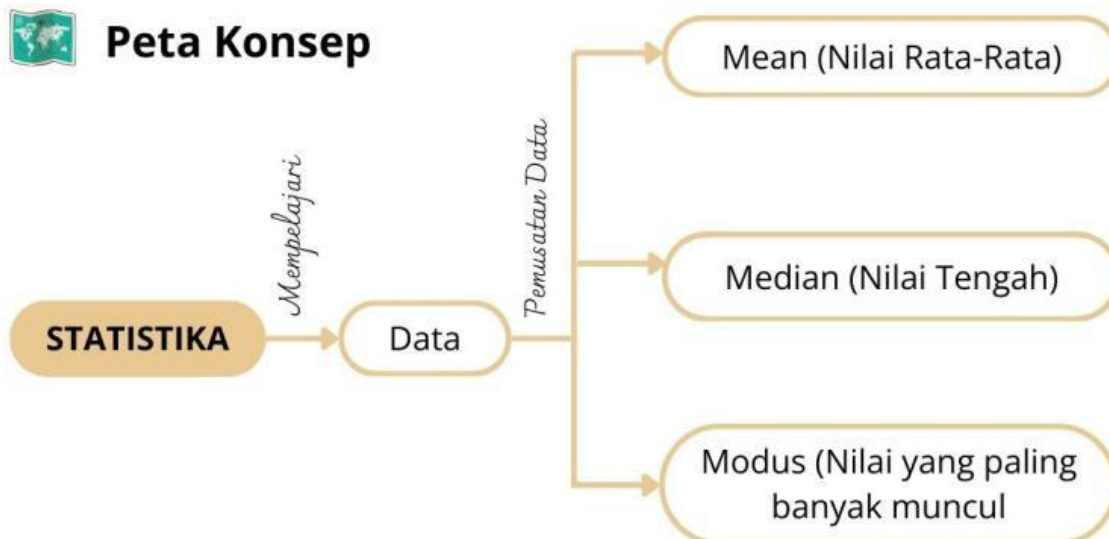 Peta Konsep
STATISTIKA
Mempelajari
Data
Pemusatan Data
Mean (Nilai Rata-Rata)
Median (Nilai Tengah)
Modus (Nilai yang paling
banyak muncul